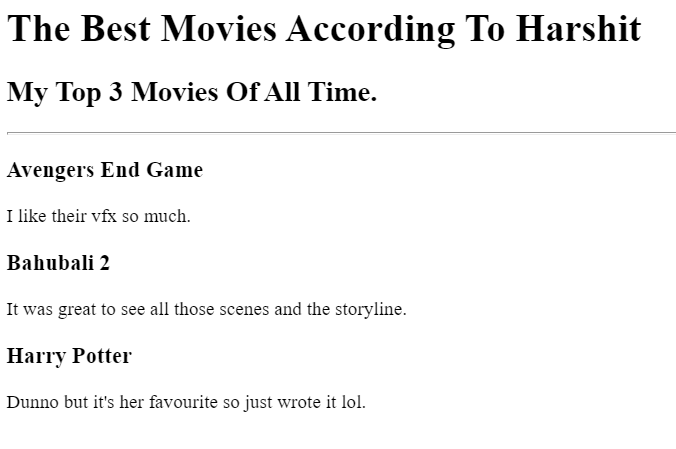 The Best Movies According To Harshit
My Top 3 Movies Of All Time.
Avengers End Game
I like their vfx so much.
Bahubali 2
It was great to see all those scenes and the storyline.
Harry Potter
Dunno but it's her favourite so just wrote it lol.